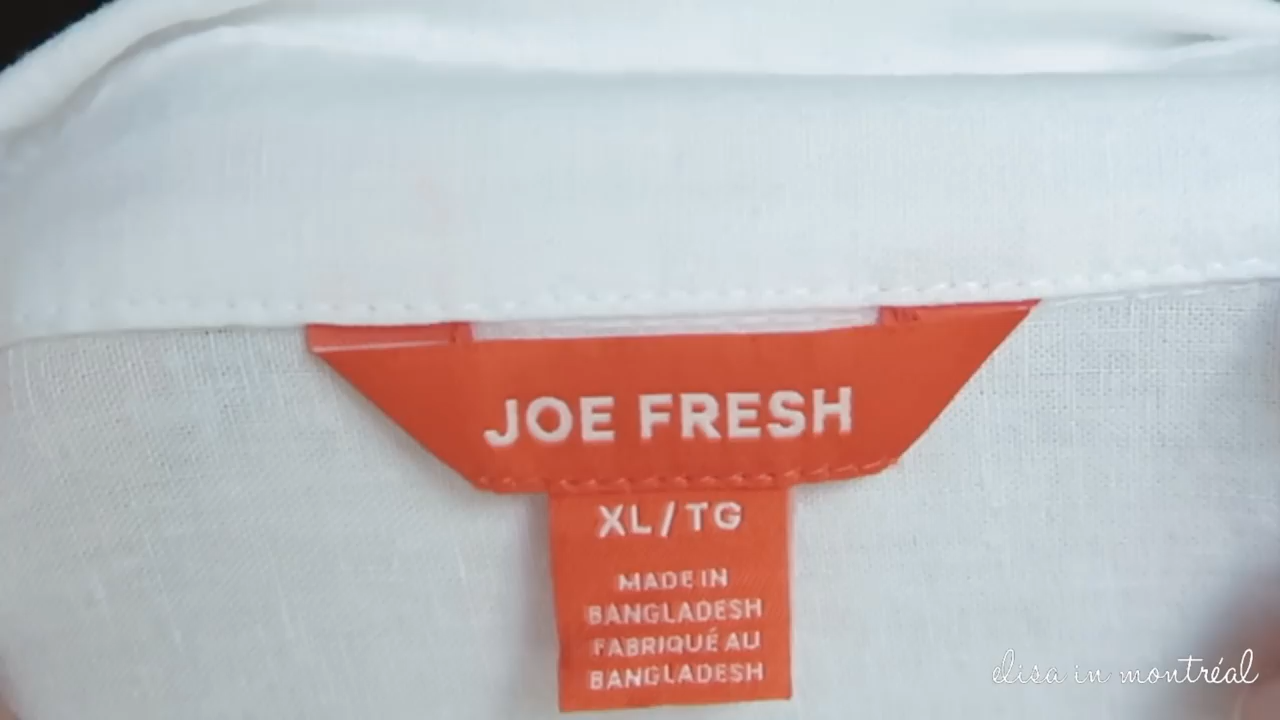 JOE FRESH
XL/TG
MADE IN
BANGLADESH
FABRIQUÉ AU
BANGLADESH
elisa in montréal